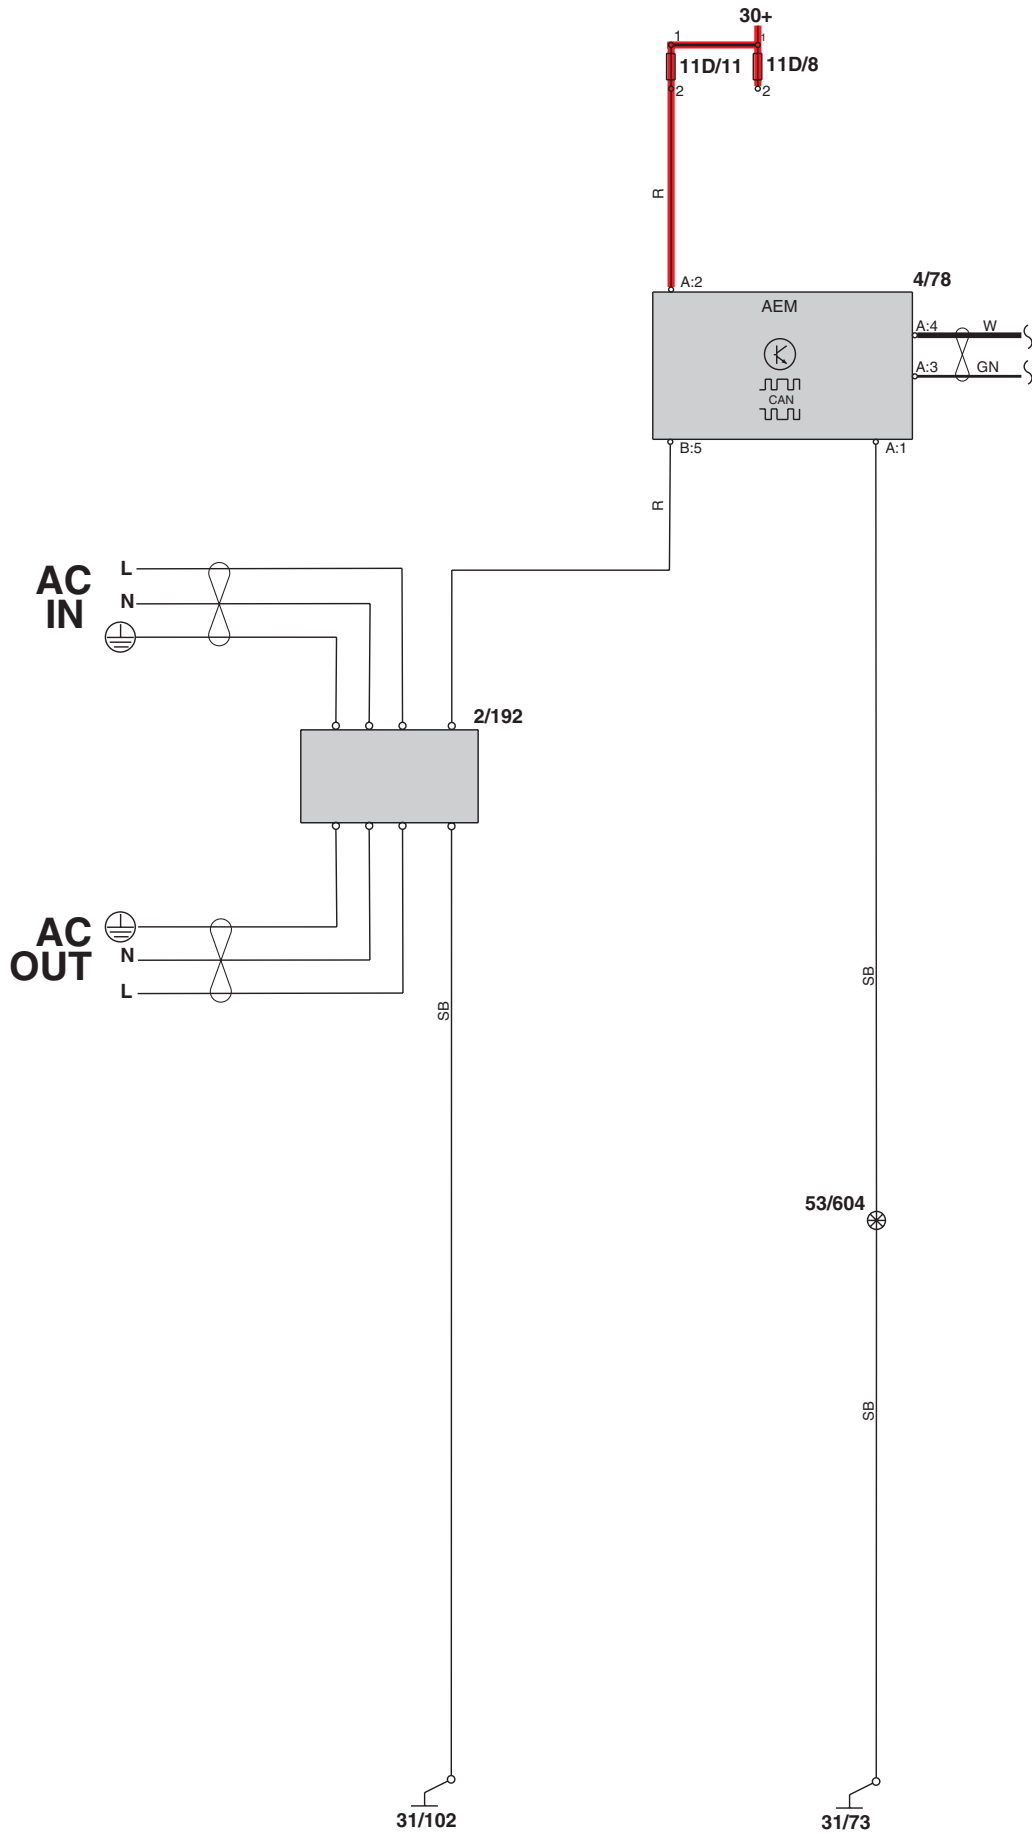 30+
1
1
11D/11
11D/8
2
2
R
A:2
4/78
AEM
A:4
W
CAN
A:3
GN
B:5
A:1
R
AC
IN
L
N
2/192
AC
OUT
N
L
SB
SB
53/604
SB
31/102
31/73